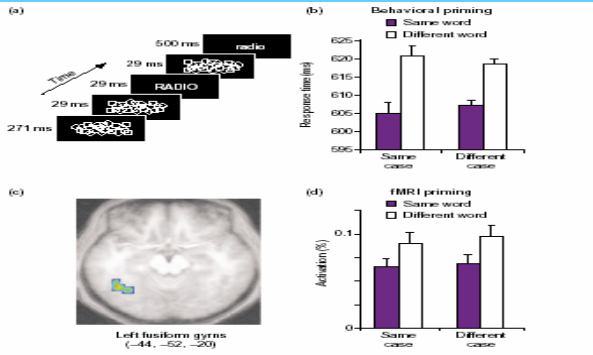 (a)
500 ms
radio
29 ms
Time
29 ms
RADIO
29 ms
271 ms
(b)
Behavioral priming
Same word
Different word
Response time (ms)
625
620
615
610
605
600
595
Same
case
Different
case
(c)
Left fusiform gyrns
(–44, –52, –20)
(d)
fMRI priming
Same word
Different word
Activation (%)
0.1
0
Same
case
Different
case